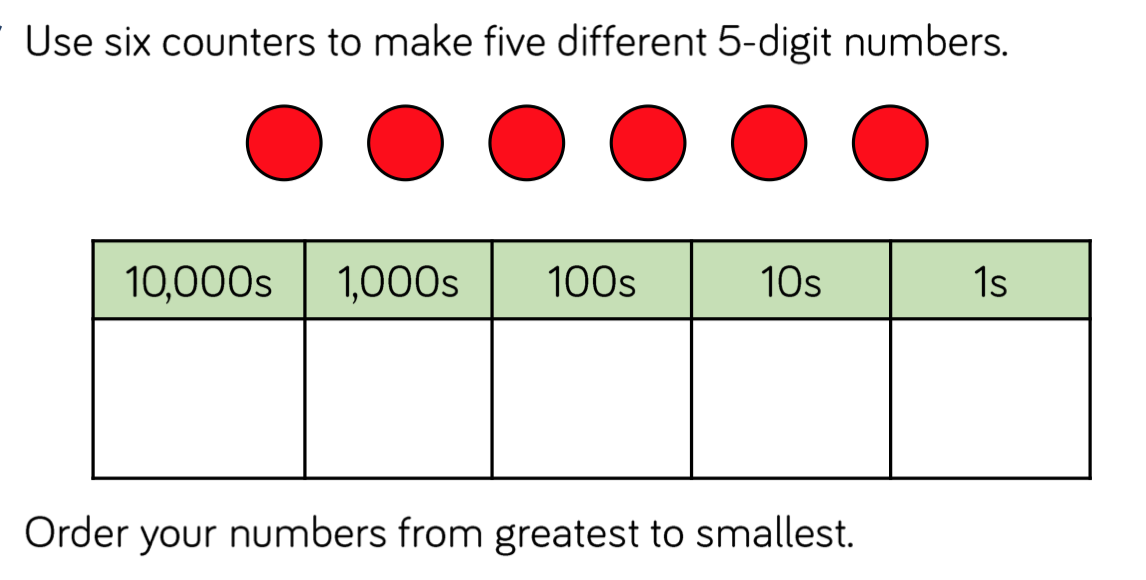 Use six counters to make five different 5-digit numbers.
10,000s 1,000s 100s 10s 1s
Order your numbers from greatest to smallest.